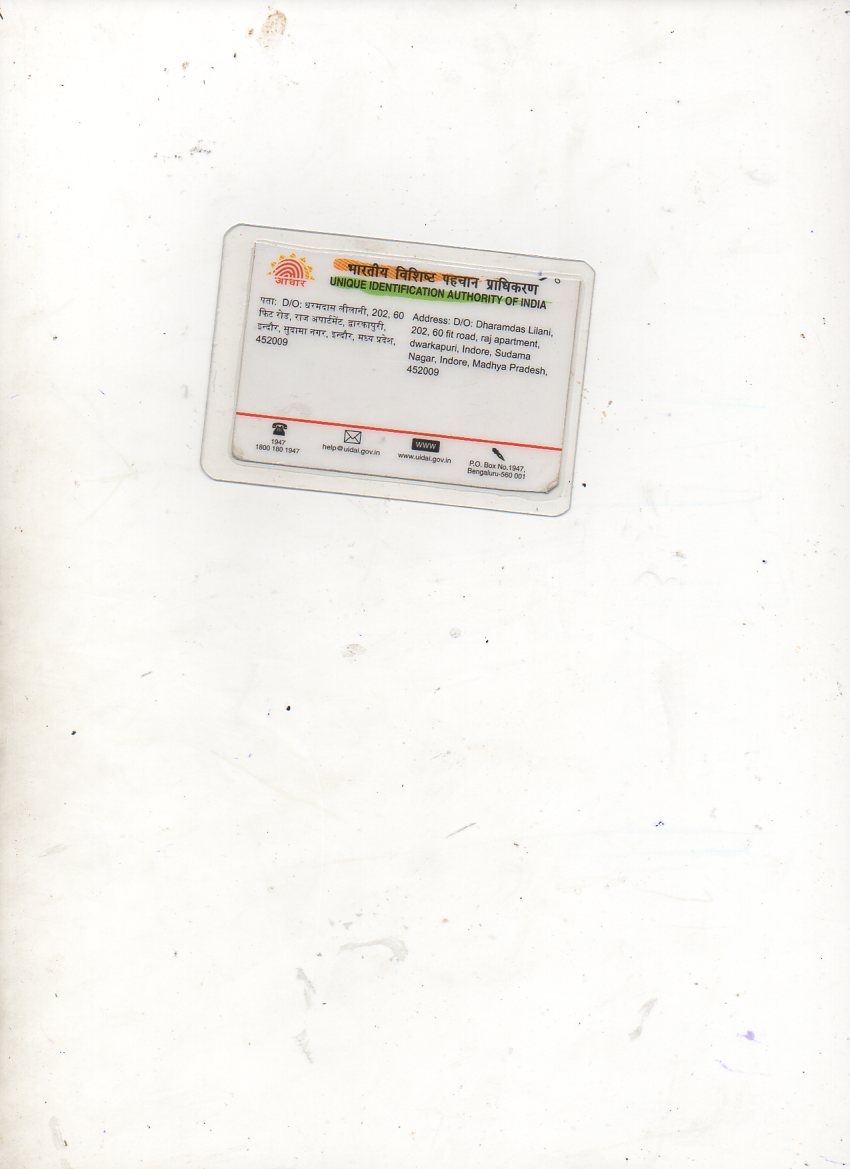 आधार
भारतीय विशिष्ट पहचान प्राधिकरण
UNIQUE IDENTIFICATION AUTHORITY OF INDIA
पता: D/O: धरमदास लीलानी, 202, 60
फिट रोड, राज अपार्टमेंट, द्वारकापुरी,
इन्दौर, सुदामा नगर, इन्दौर, मध्य प्रदेश,
452009
Address: D/O: Dharamdas Lilani,
202, 60 fit road, raj apartment,
dwarkapuri, Indore, Sudama
Nagar, Indore, Madhya Pradesh,
452009
1947
1800 180 1947
help@uidai.gov.in
www
www.uidai.gov.in
P.O. Box No.1947,
Bengaluru-560 001